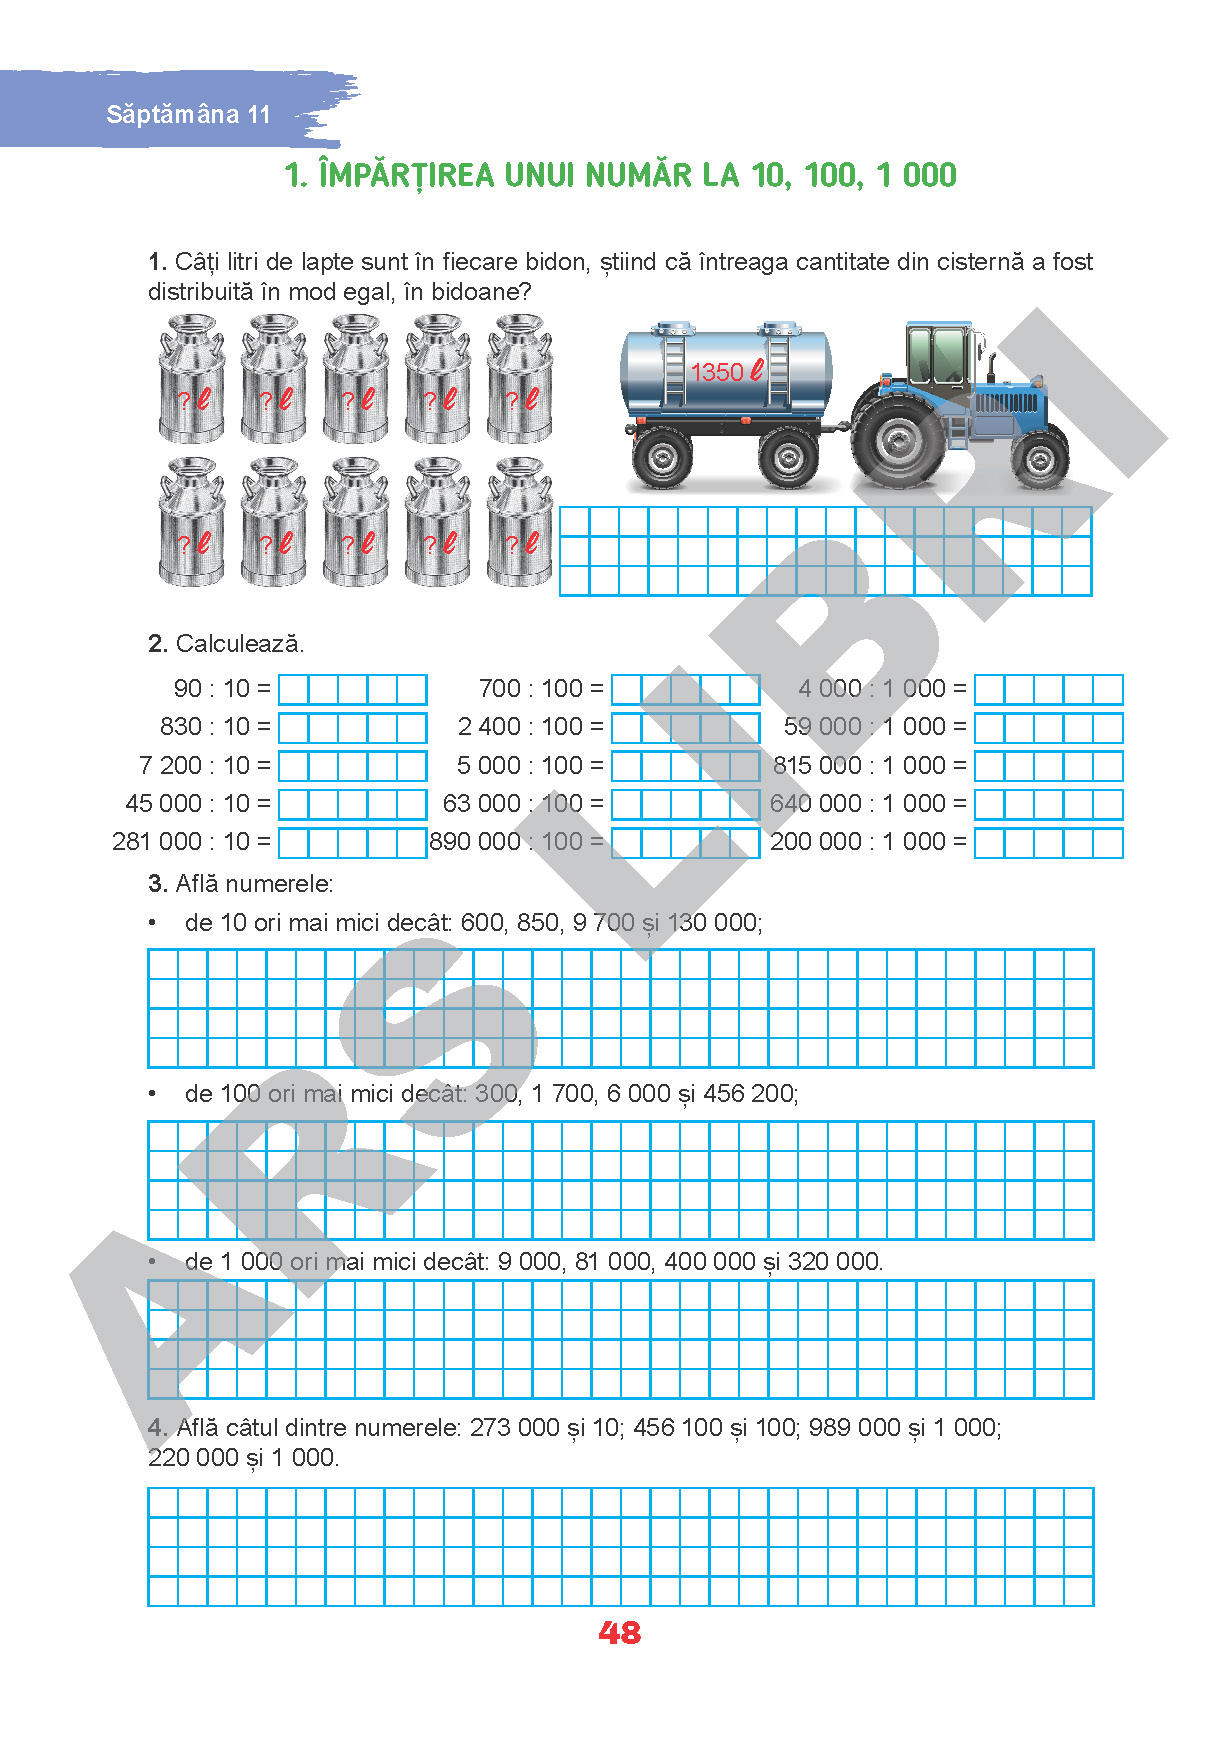 Săptămâna 11
1. ÎMPĂRȚIREA UNUI NUMĂR LA 10, 100, 1 000
1. Câți litri de lapte sunt în fiecare bidon, știind că întreaga cantitate din cisternă a fost
distribuită în mod egal, în bidoane?
? ℓ ? ℓ ? ℓ ? ℓ ? ℓ
1350 ℓ
? ℓ ? ℓ ? ℓ ? ℓ ? ℓ
2. Calculează.
90 : 10 = 700 : 100 = 4 000 : 1 000 =
830 : 10 = 2 400 : 100 = 59 000 : 1 000 =
7 200 : 10 = 5 000 : 100 = 815 000 : 1 000 =
45 000 : 10 = 63 000 : 100 = 640 000 : 1 000 =
281 000 : 10 = 890 000 : 100 = 200 000 : 1 000 =
3. Află numerele:
• de 10 ori mai mici decât: 600, 850, 9 700 și 130 000;
• de 100 ori mai mici decât: 300, 1 700, 6 000 și 456 200;
• de 1 000 ori mai mici decât: 9 000, 81 000, 400 000 și 320 000.
4. Află câtul dintre numerele: 273 000 și 10; 456 100 și 100; 989 000 și 1 000;
220 000 și 1 000.
48
ARS LIBRI